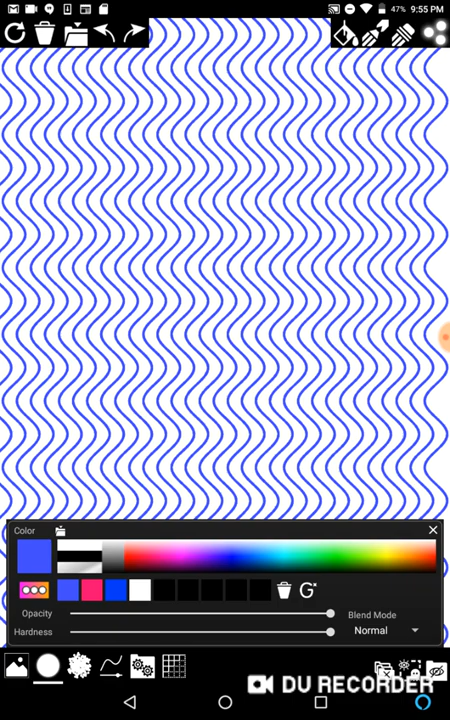 47% 9:55 PM
Color
Opacity
Hardness
Blend Mode
Normal
DU RECORDER